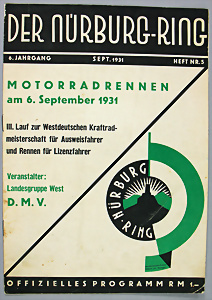 DER NÜRBURG-RING
6. JAHRGANG SEPT. 1931 HEFT NR. 5
MOTORRADRENNEN
am 6. September 1931
III. Lauf zur Westdeutschen Kraftrad-
meisterschaft für Ausweisfahrer
und Rennen für Lizenzfahrer
Veranstalter:
Landesgruppe West
D. M. V.
NÜRBURG
RING
OFFIZIELLES PROGRAMM RM 1.—